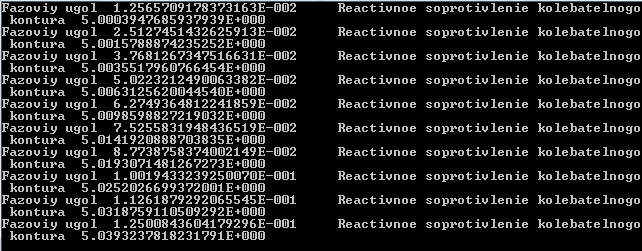 Fazoviy ugol  1.2565709178373163E-002     Reactivnoe soprotivlenie kolebatelnogo
 kontura  5.0003947685937939E+000
Fazoviy ugol  2.5127451432625913E-002     Reactivnoe soprotivlenie kolebatelnogo
 kontura  5.0015788874235252E+000
Fazoviy ugol  3.7681267347516631E-002     Reactivnoe soprotivlenie kolebatelnogo
 kontura  5.0035517960766454E+000
Fazoviy ugol  5.0223212490063382E-002     Reactivnoe soprotivlenie kolebatelnogo
 kontura  5.0063125620044540E+000
Fazoviy ugol  6.2749364812241859E-002     Reactivnoe soprotivlenie kolebatelnogo
 kontura  5.0098598827219032E+000
Fazoviy ugol  7.5255831948436519E-002     Reactivnoe soprotivlenie kolebatelnogo
 kontura  5.0141920888703835E+000
Fazoviy ugol  8.7738758374002149E-002     Reactivnoe soprotivlenie kolebatelnogo
 kontura  5.0193071481267273E+000
Fazoviy ugol  1.0019433239250070E-001     Reactivnoe soprotivlenie kolebatelnogo
 kontura  5.0252026699372001E+000
Fazoviy ugol  1.1261879292065545E-001     Reactivnoe soprotivlenie kolebatelnogo
 kontura  5.0318759110509292E+000
Fazoviy ugol  1.2500843604179296E-001     Reactivnoe soprotivlenie kolebatelnogo
 kontura  5.0393237818231791E+000